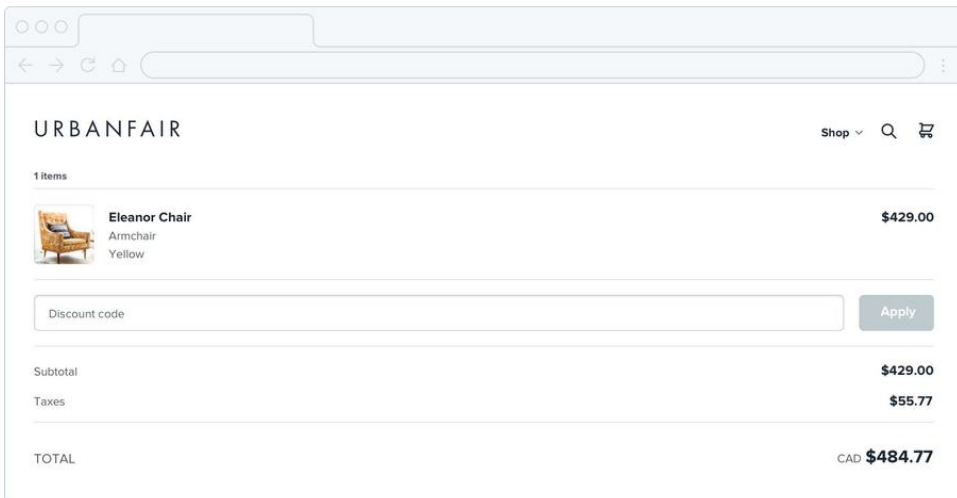 URBANFAIR
Shop
1 items
Eleanor Chair $429.00
Armchair
Yellow
Discount code Apply
Subtotal $429.00
Taxes $55.77
TOTAL CAD $484.77